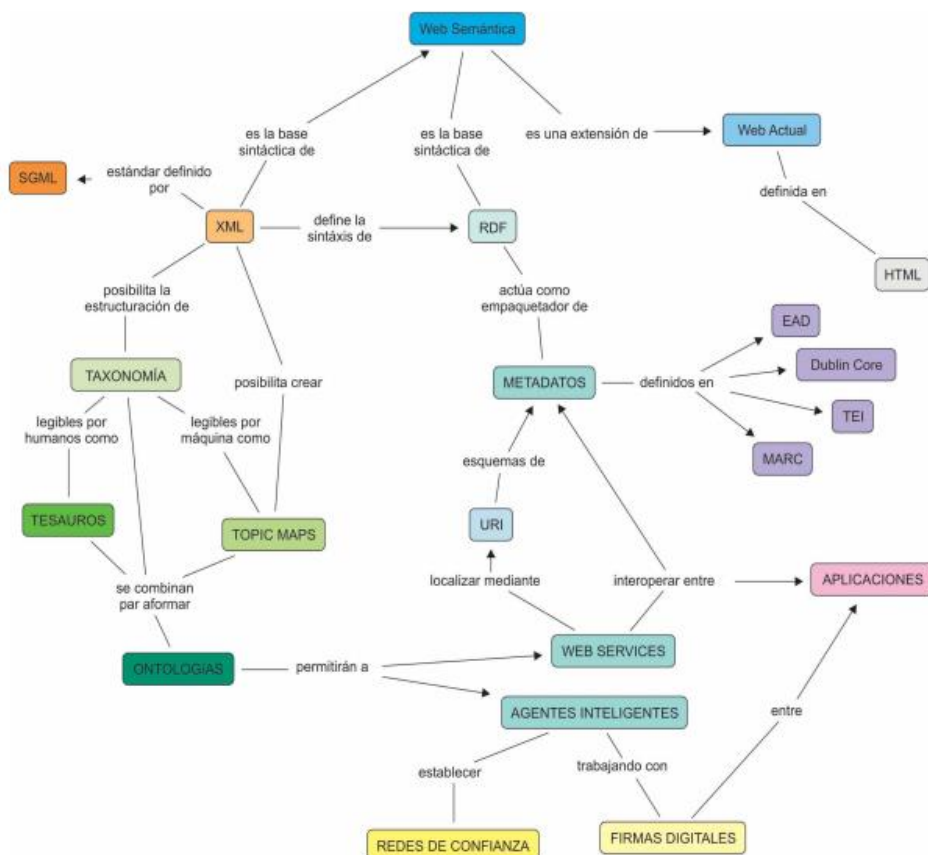 Web Semántica
es la base
sintáctica de
es la base
sintáctica de
es una extensión de
Web Actual
SGML
estándar definido
por
definida en
XML
define la
sintáxis de
RDF
HTML
posibilita la
estructuración de
actúa como
empaquetador de
EAD
Dublin Core
TAXONOMÍA
posibilita crear
METADATOS
definidos en
TEI
legibles por
humanos como
legibles por
máquina como
MARC
esquemas de
TESAUROS
TOPIC MAPS
URI
se combinan
par aformar
localizar mediante
interoperar entre
APLICACIONES
ONTOLOGIAS
permitirán a
WEB SERVICES
AGENTES INTELIGENTES
entre
establecer
trabajando con
REDES DE CONFIANZA
FIRMAS DIGITALES